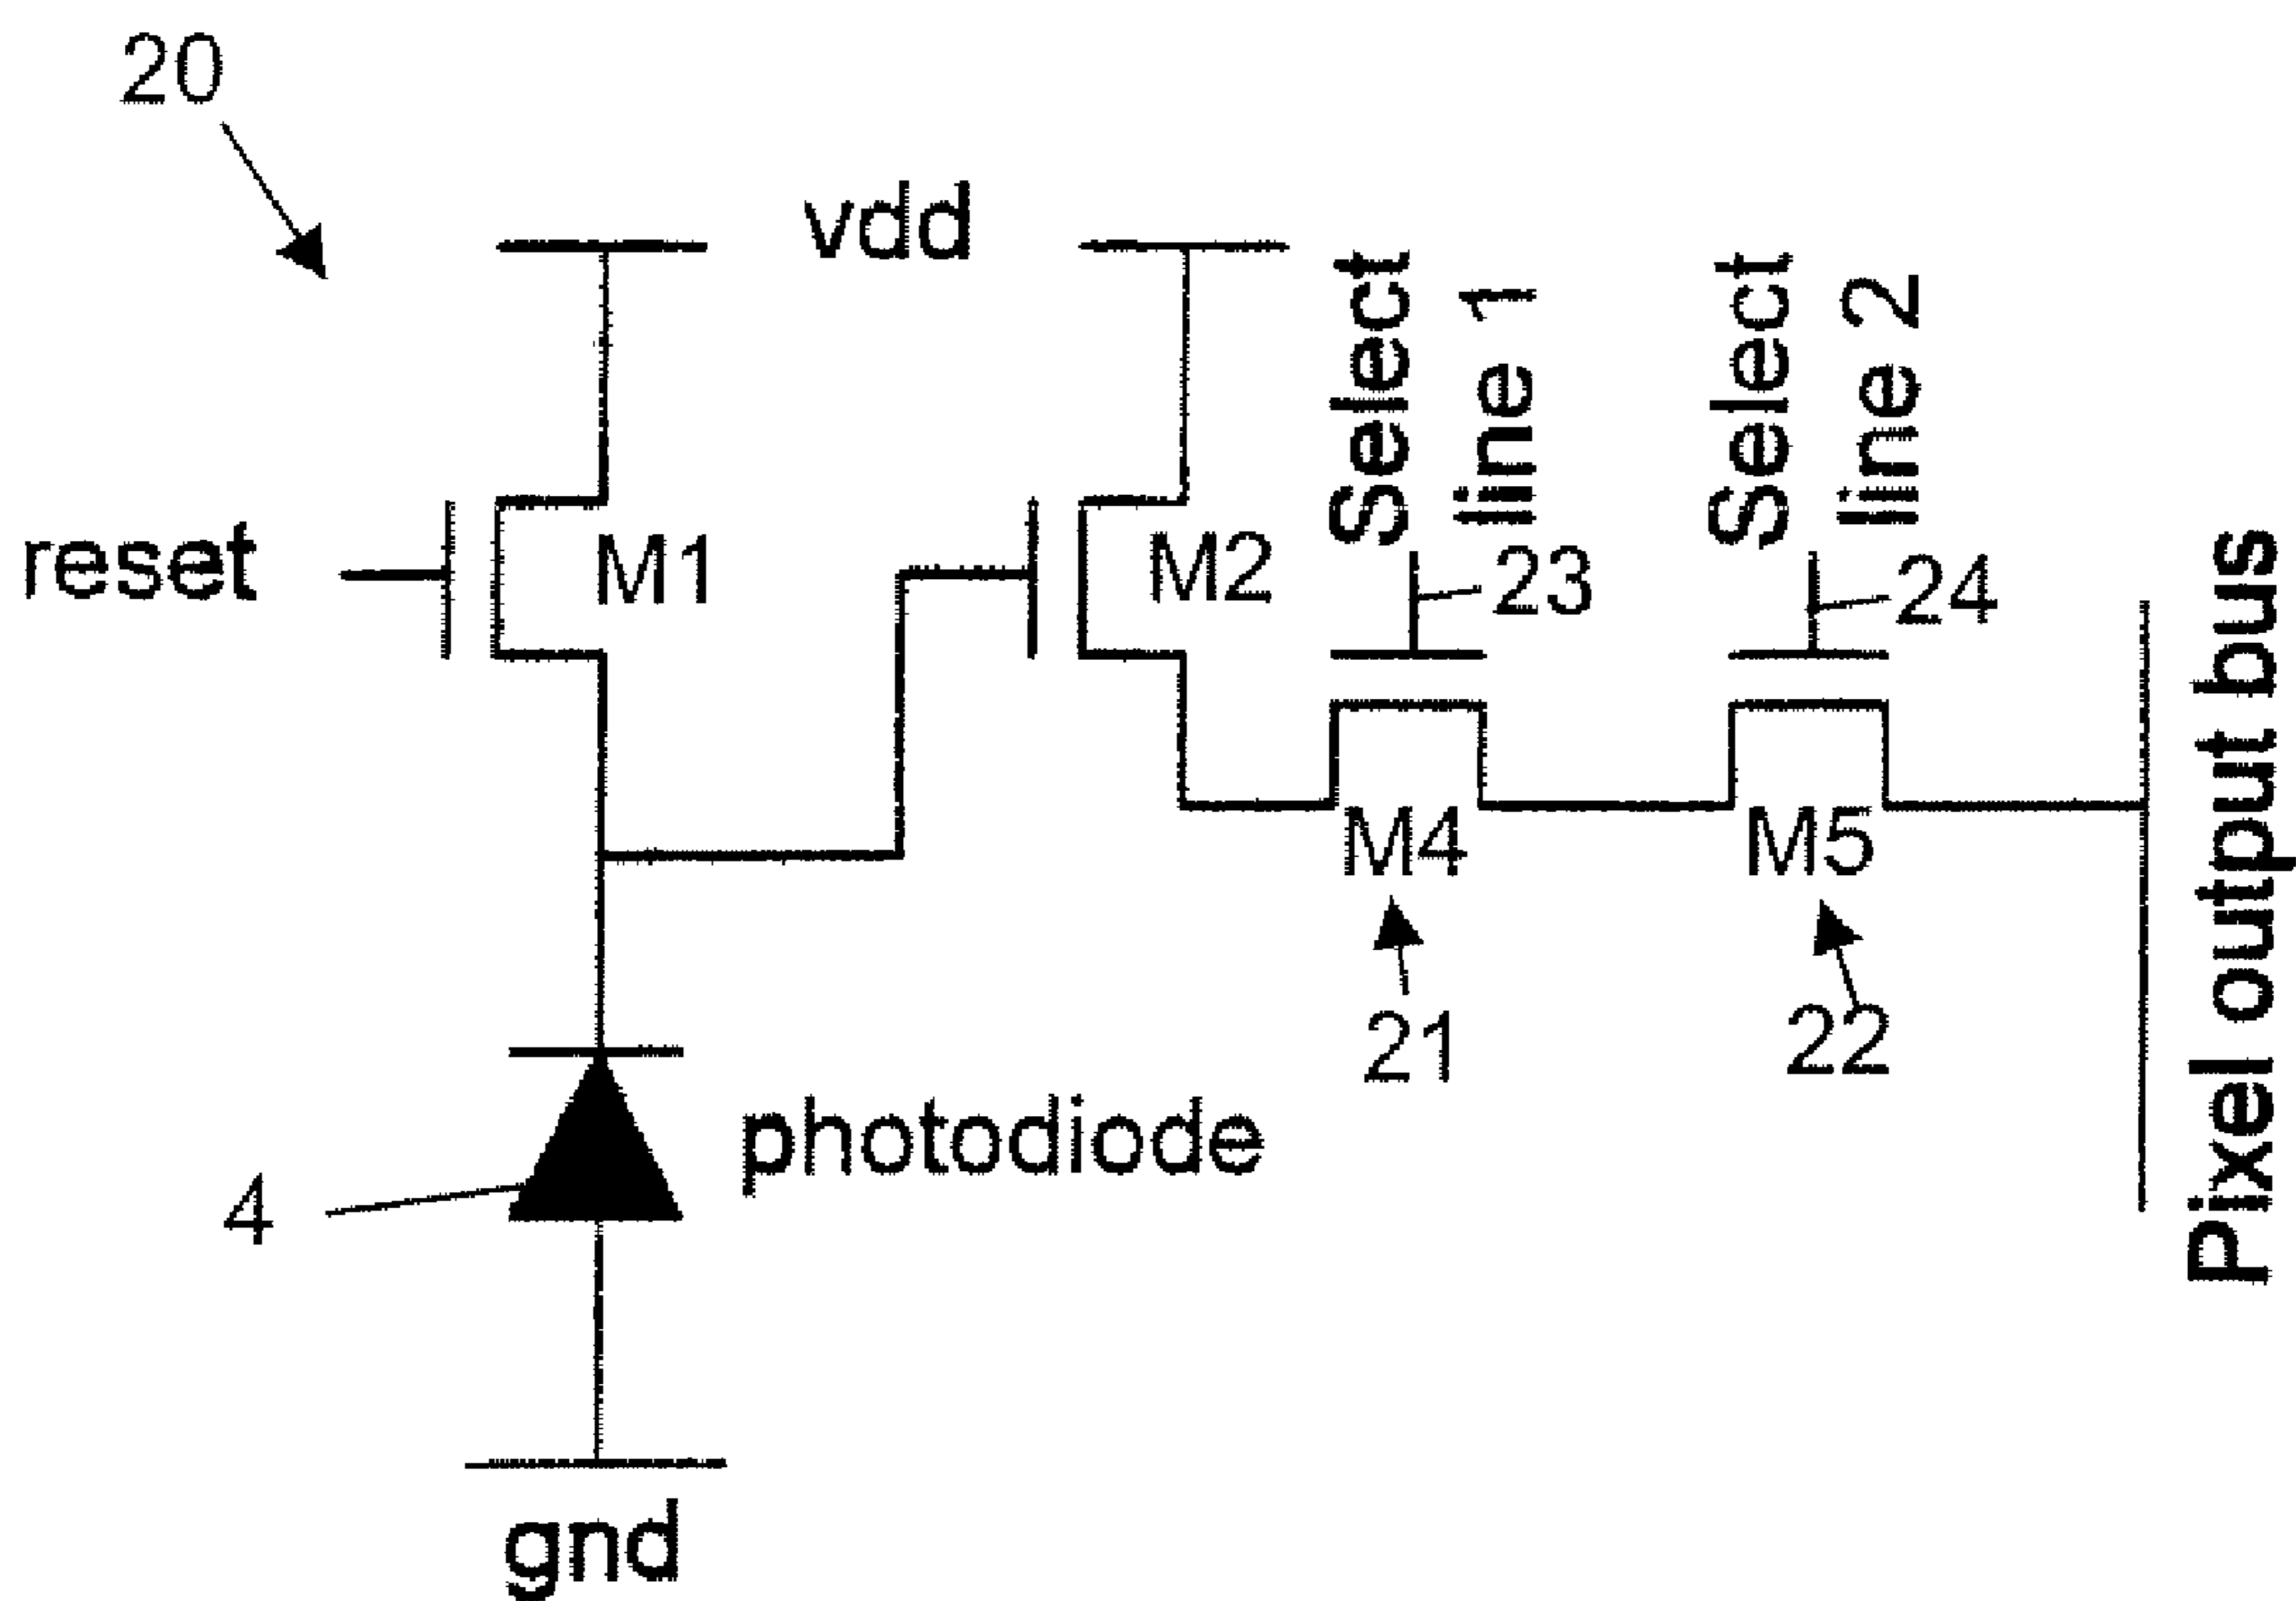 20
vdd
Select
line 1
Select
line 2
reset
M1
M2
23
24
Pixel output bus
M4
M5
21
22
photodiode
4
gnd